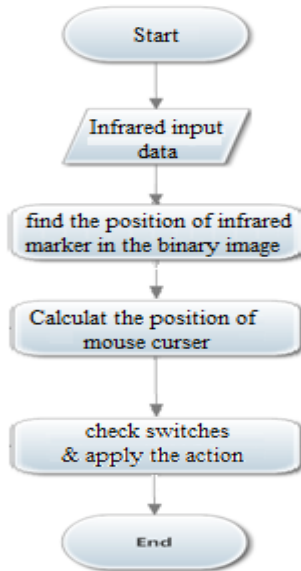 Start
Infrared input
data
find the position of infrared
marker in the binary image
Calculat the position of
mouse curser
check switches
& apply the action
End